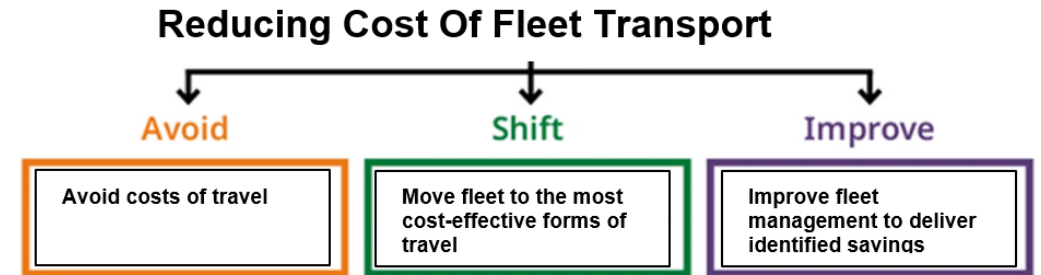 Reducing Cost Of Fleet Transport
Avoid
Shift
Improve
Avoid costs of travel
Move fleet to the most
cost-effective forms of
travel
Improve fleet
management to deliver
identified savings